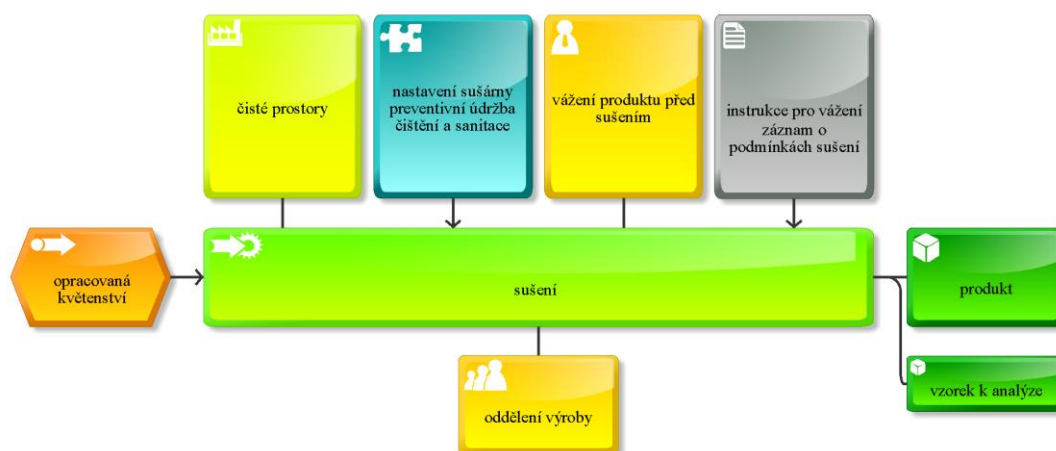 čisté prostory
nastavení sušárny
preventivní údržba
čištění a sanitace
vážení produktu před
sušením
instrukce pro vážení
záznam o
podmínkách sušení
opracovaná
květenství
sušení
produkt
vzorek k analýze
oddělení výroby